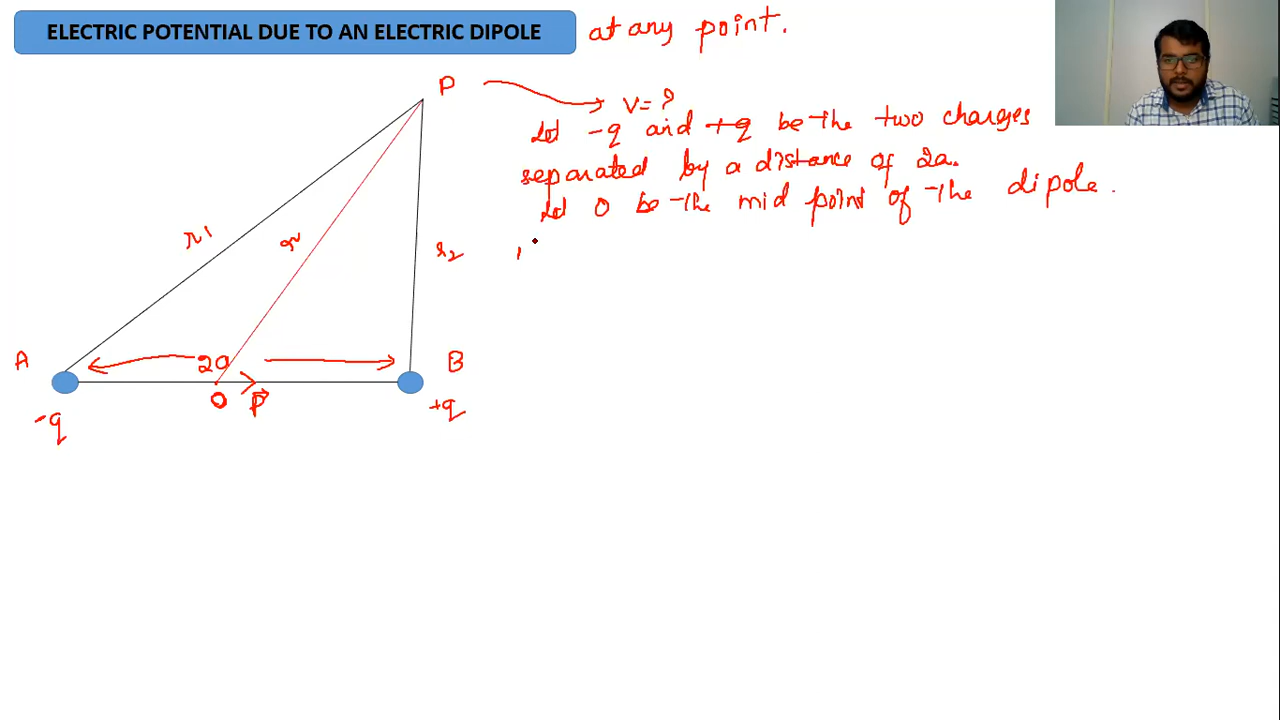 ELECTRIC POTENTIAL DUE TO AN ELECTRIC DIPOLE at any point.
P
V= ?
Let -q and +q be the two charges
separated by a distance of 2a.
Let O be the mid point of the dipole.
r1
r
r2
A
2a
B
O
p
-q
+q